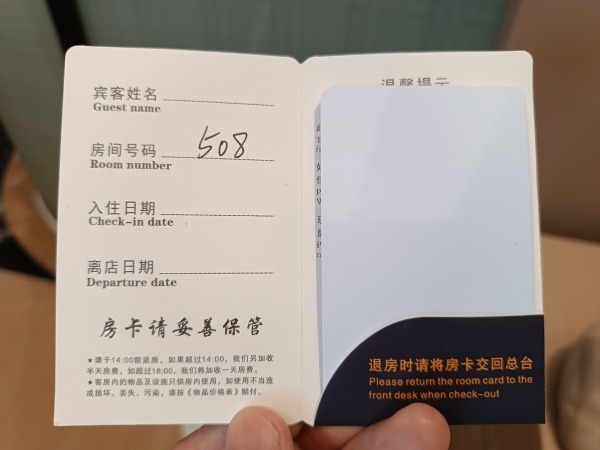 宾客姓名
Guest name
房间号码 508
Room number
入住日期
Check-in date
离店日期
Departure date
房卡请妥善保管
★请于14:00前退房，如果超过14:00，我们另加收
半天房费，如超过18:00，我们将加收一天房费。
★客房内的物品及设施只供房内使用，如使用不当造
成损坏，丢失，污染，请按《物品价格表》赔付。
温馨提示
退房时请将房卡交回总台
Please return the room card to the
front desk when check-out